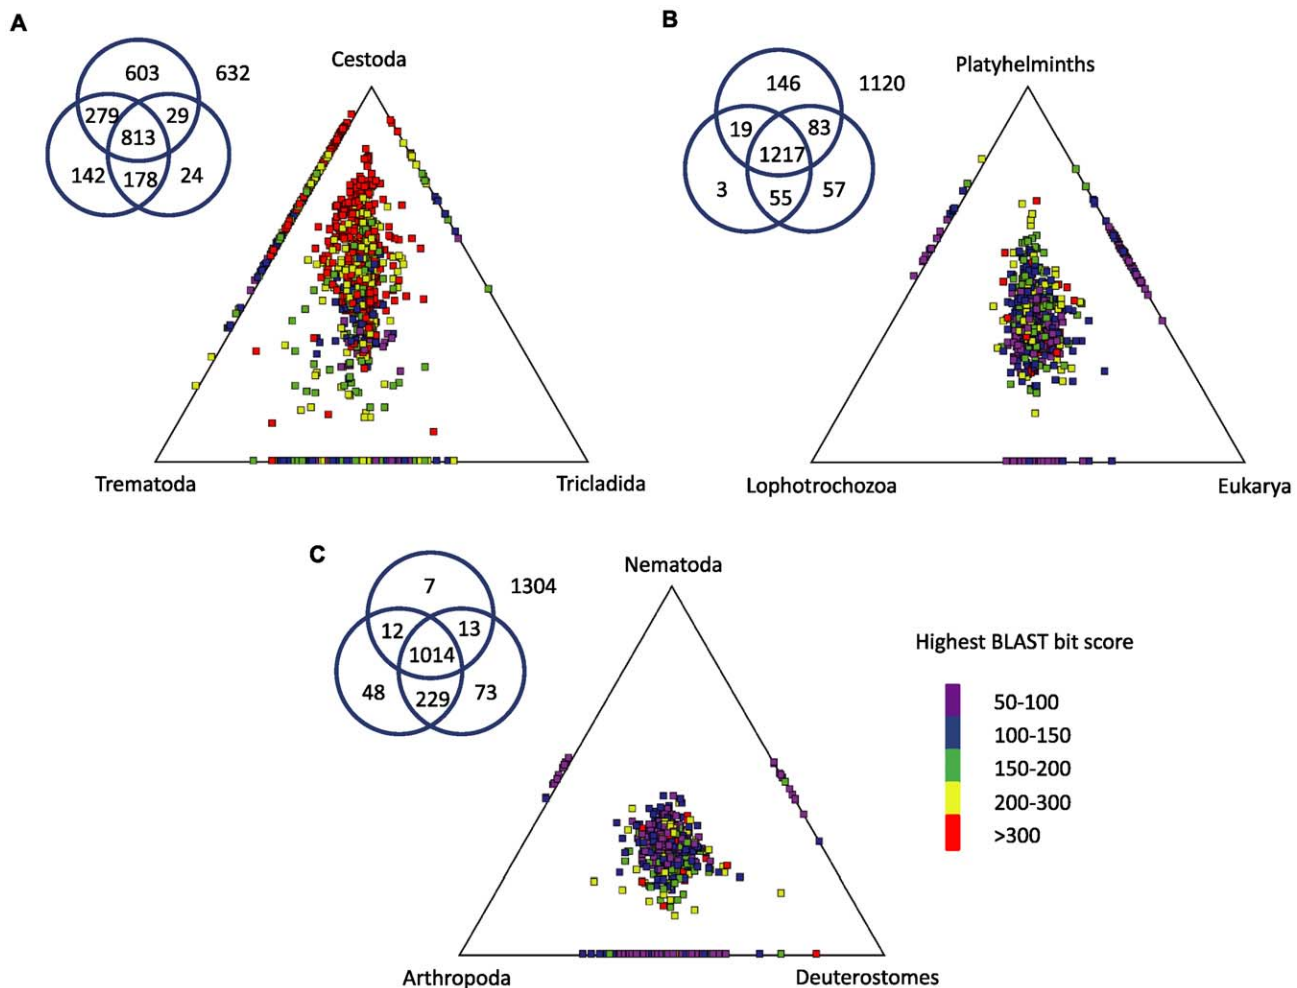 A
603
632
279
29
813
142
178
24
Cestoda
Trematoda
Tricladida
B
146
1120
19
83
1217
3
55
57
Platyhelminths
Lophotrochozoa
Eukarya
C
7
1304
12
13
1014
48
229
73
Nematoda
Arthropoda
Deuterostomes
Highest BLAST bit score
50-100
100-150
150-200
200-300
>300